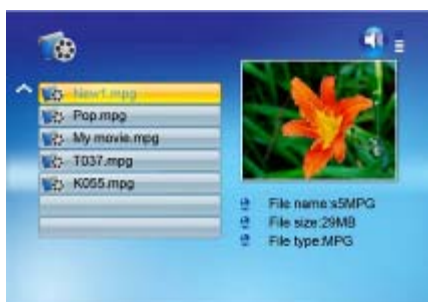 New1.mpg
Pop.mpg
My movie.mpg
T037.mpg
K055.mpg
File name:s5MPG
File size:29MB
File type:MPG